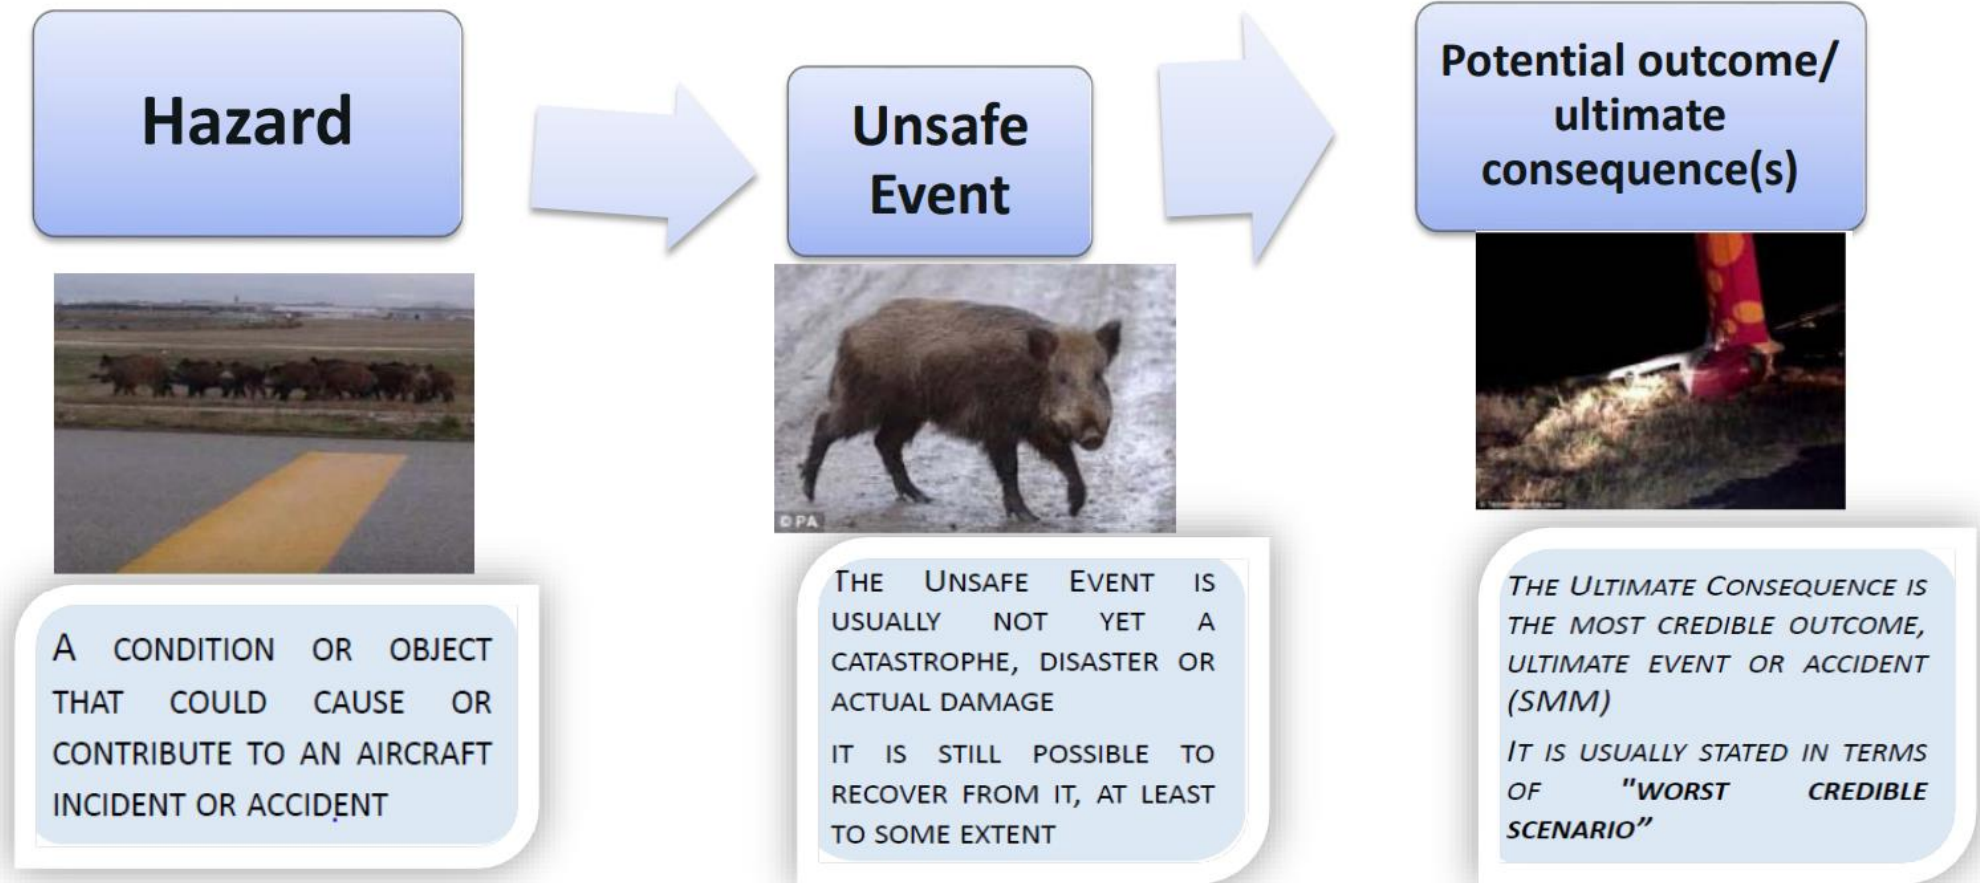 Hazard
Unsafe
Event
Potential outcome/
ultimate
consequence(s)
© PA
A CONDITION OR OBJECT
THAT COULD CAUSE OR
CONTRIBUTE TO AN AIRCRAFT
INCIDENT OR ACCIDENT
THE UNSAFE EVENT IS
USUALLY NOT YET A
CATASTROPHE, DISASTER OR
ACTUAL DAMAGE
IT IS STILL POSSIBLE TO
RECOVER FROM IT, AT LEAST
TO SOME EXTENT
THE ULTIMATE CONSEQUENCE IS
THE MOST CREDIBLE OUTCOME,
ULTIMATE EVENT OR ACCIDENT
(SMM)
IT IS USUALLY STATED IN TERMS
OF "WORST CREDIBLE
SCENARIO”